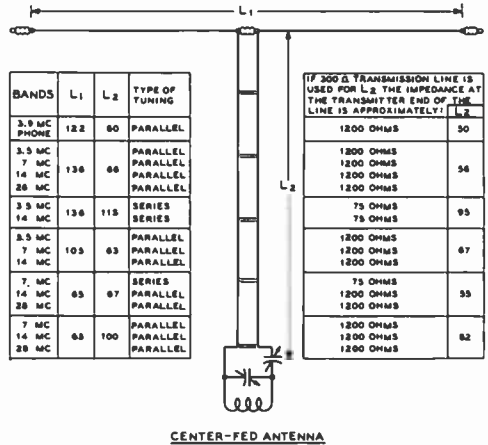 L1
BANDS L1 L2 TYPE OF TUNING
3.9 MC PHONE 122 60 PARALLEL
3.5 MC PARALLEL
7 MC PARALLEL
14 MC PARALLEL
28 MC PARALLEL
136 66
3.5 MC SERIES
14 MC SERIES
136 115
3.5 MC PARALLEL
7 MC PARALLEL
14 MC PARALLEL
103 63
7 MC SERIES
14 MC PARALLEL
28 MC PARALLEL
65 67
7 MC PARALLEL
14 MC PARALLEL
28 MC PARALLEL
63 100
L2
IF 300 Ω TRANSMISSION LINE IS
USED FOR L2 THE IMPEDANCE AT
THE TRANSMITTER END OF THE
LINE IS APPROXIMATELY: L2
1200 OHMS 50
1200 OHMS
1200 OHMS
1200 OHMS
1200 OHMS
56
75 OHMS
75 OHMS
95
1200 OHMS
1200 OHMS
1200 OHMS
67
75 OHMS
1200 OHMS
1200 OHMS
55
1200 OHMS
1200 OHMS
1200 OHMS
82
CENTER-FED ANTENNA